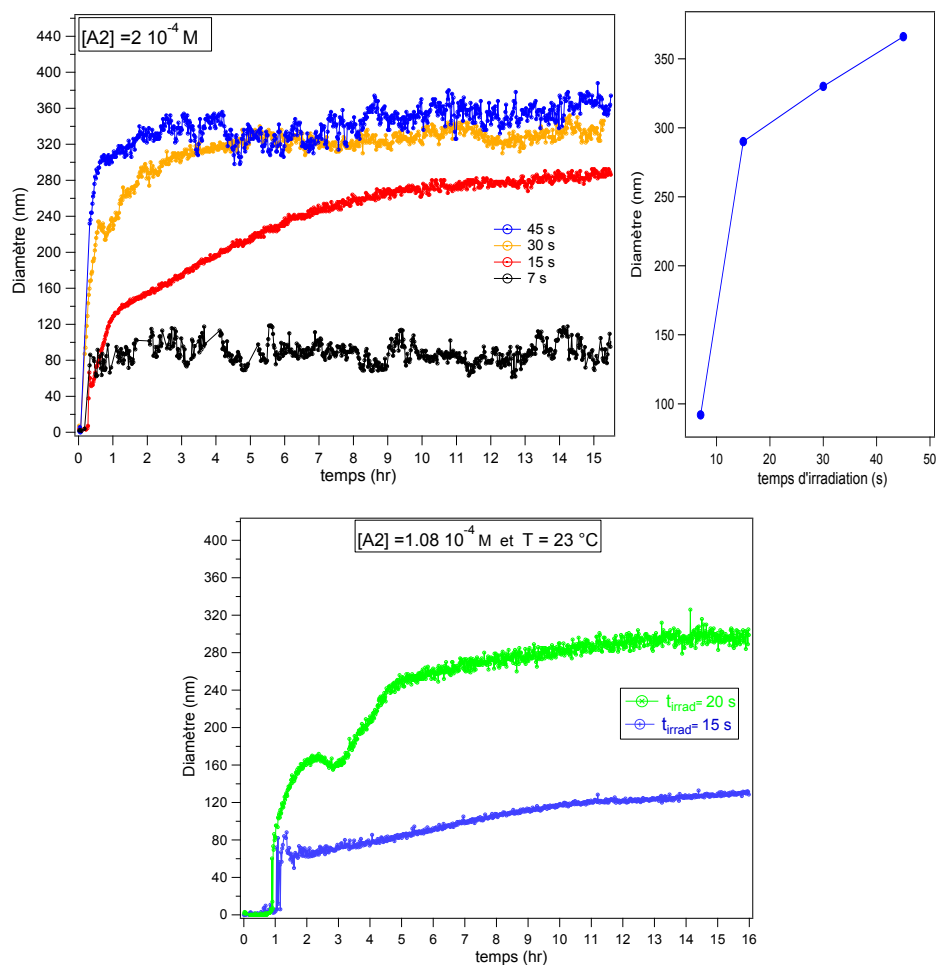 [A2] =2 10⁻⁴ M
440
400
360
320
280
240
200
160
120
80
40
0
Diamètre (nm)
45 s
30 s
15 s
7 s
0 1 2 3 4 5 6 7 8 9 10 11 12 13 14 15
temps (hr)
350
300
250
200
150
100
Diamètre (nm)
10 20 30 40 50
temps d'irradiation (s)
[A2] =1.08 10⁻⁴ M et T = 23 °C
400
360
320
280
240
200
160
120
80
40
0
Diamètre (nm)
t irrad= 20 s
t irrad= 15 s
0 1 2 3 4 5 6 7 8 9 10 11 12 13 14 15 16
temps (hr)